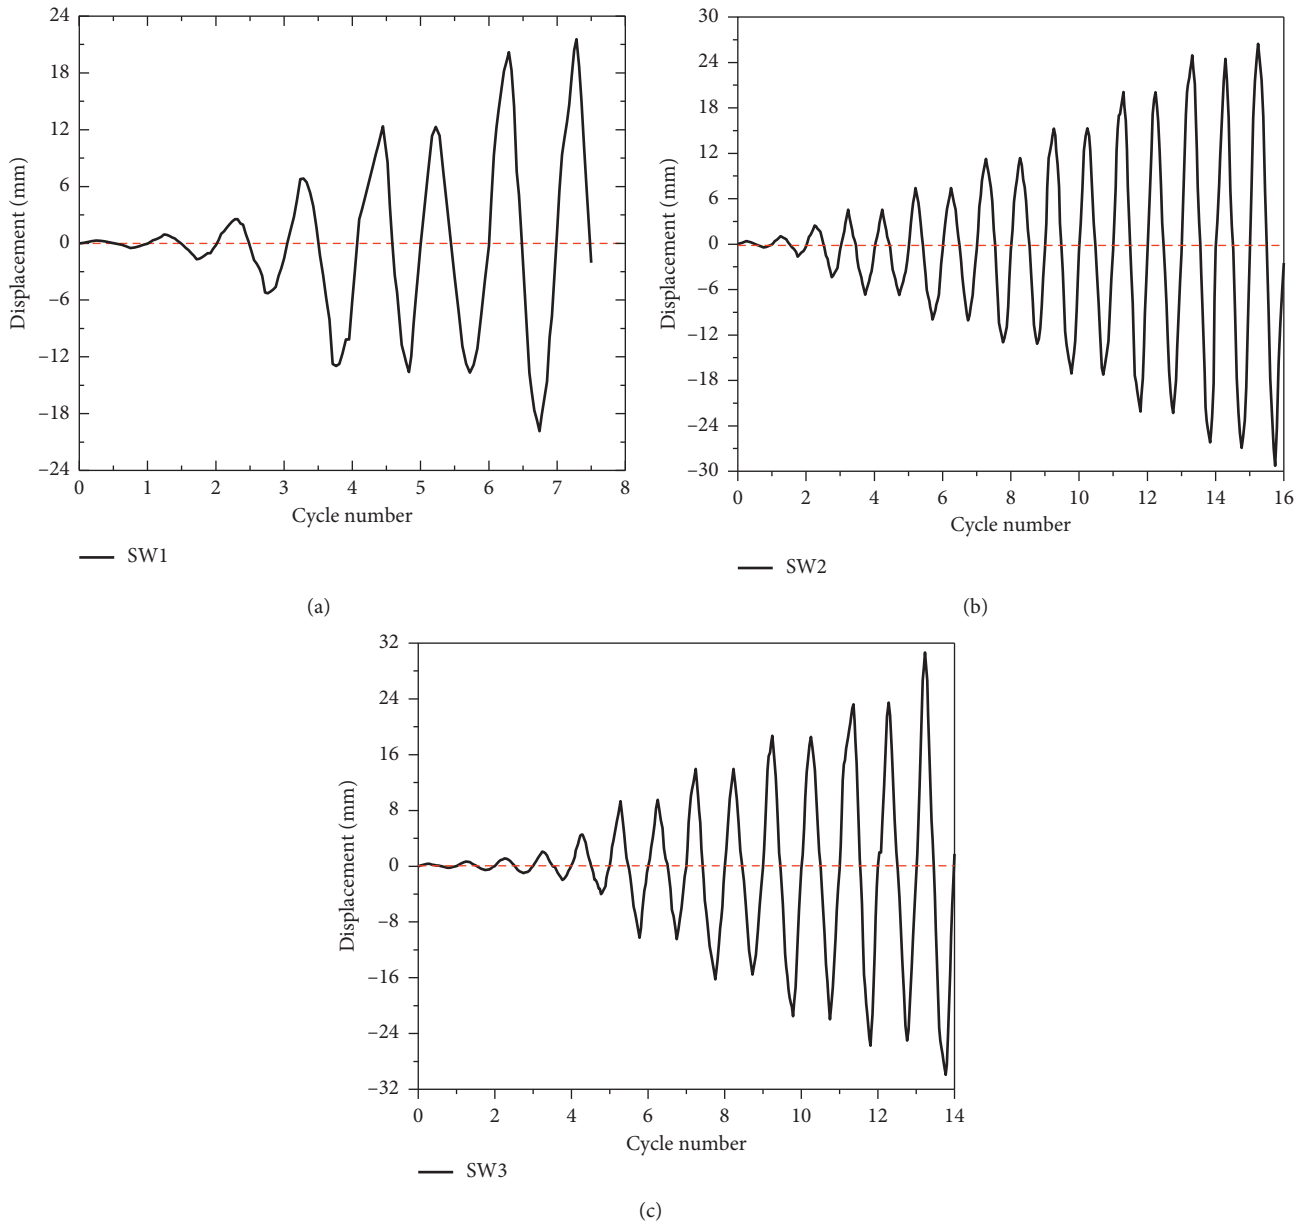 24
18
12
6
0
−6
−12
−18
−24
Displacement (mm)
0 1 2 3 4 5 6 7 8
Cycle number
SW1
(a)
30
24
18
12
6
0
−6
−12
−18
−24
−30
Displacement (mm)
0 2 4 6 8 10 12 14 16
Cycle number
SW2
(b)
32
24
16
8
0
−8
−16
−24
−32
Displacement (mm)
0 2 4 6 8 10 12 14
Cycle number
SW3
(c)